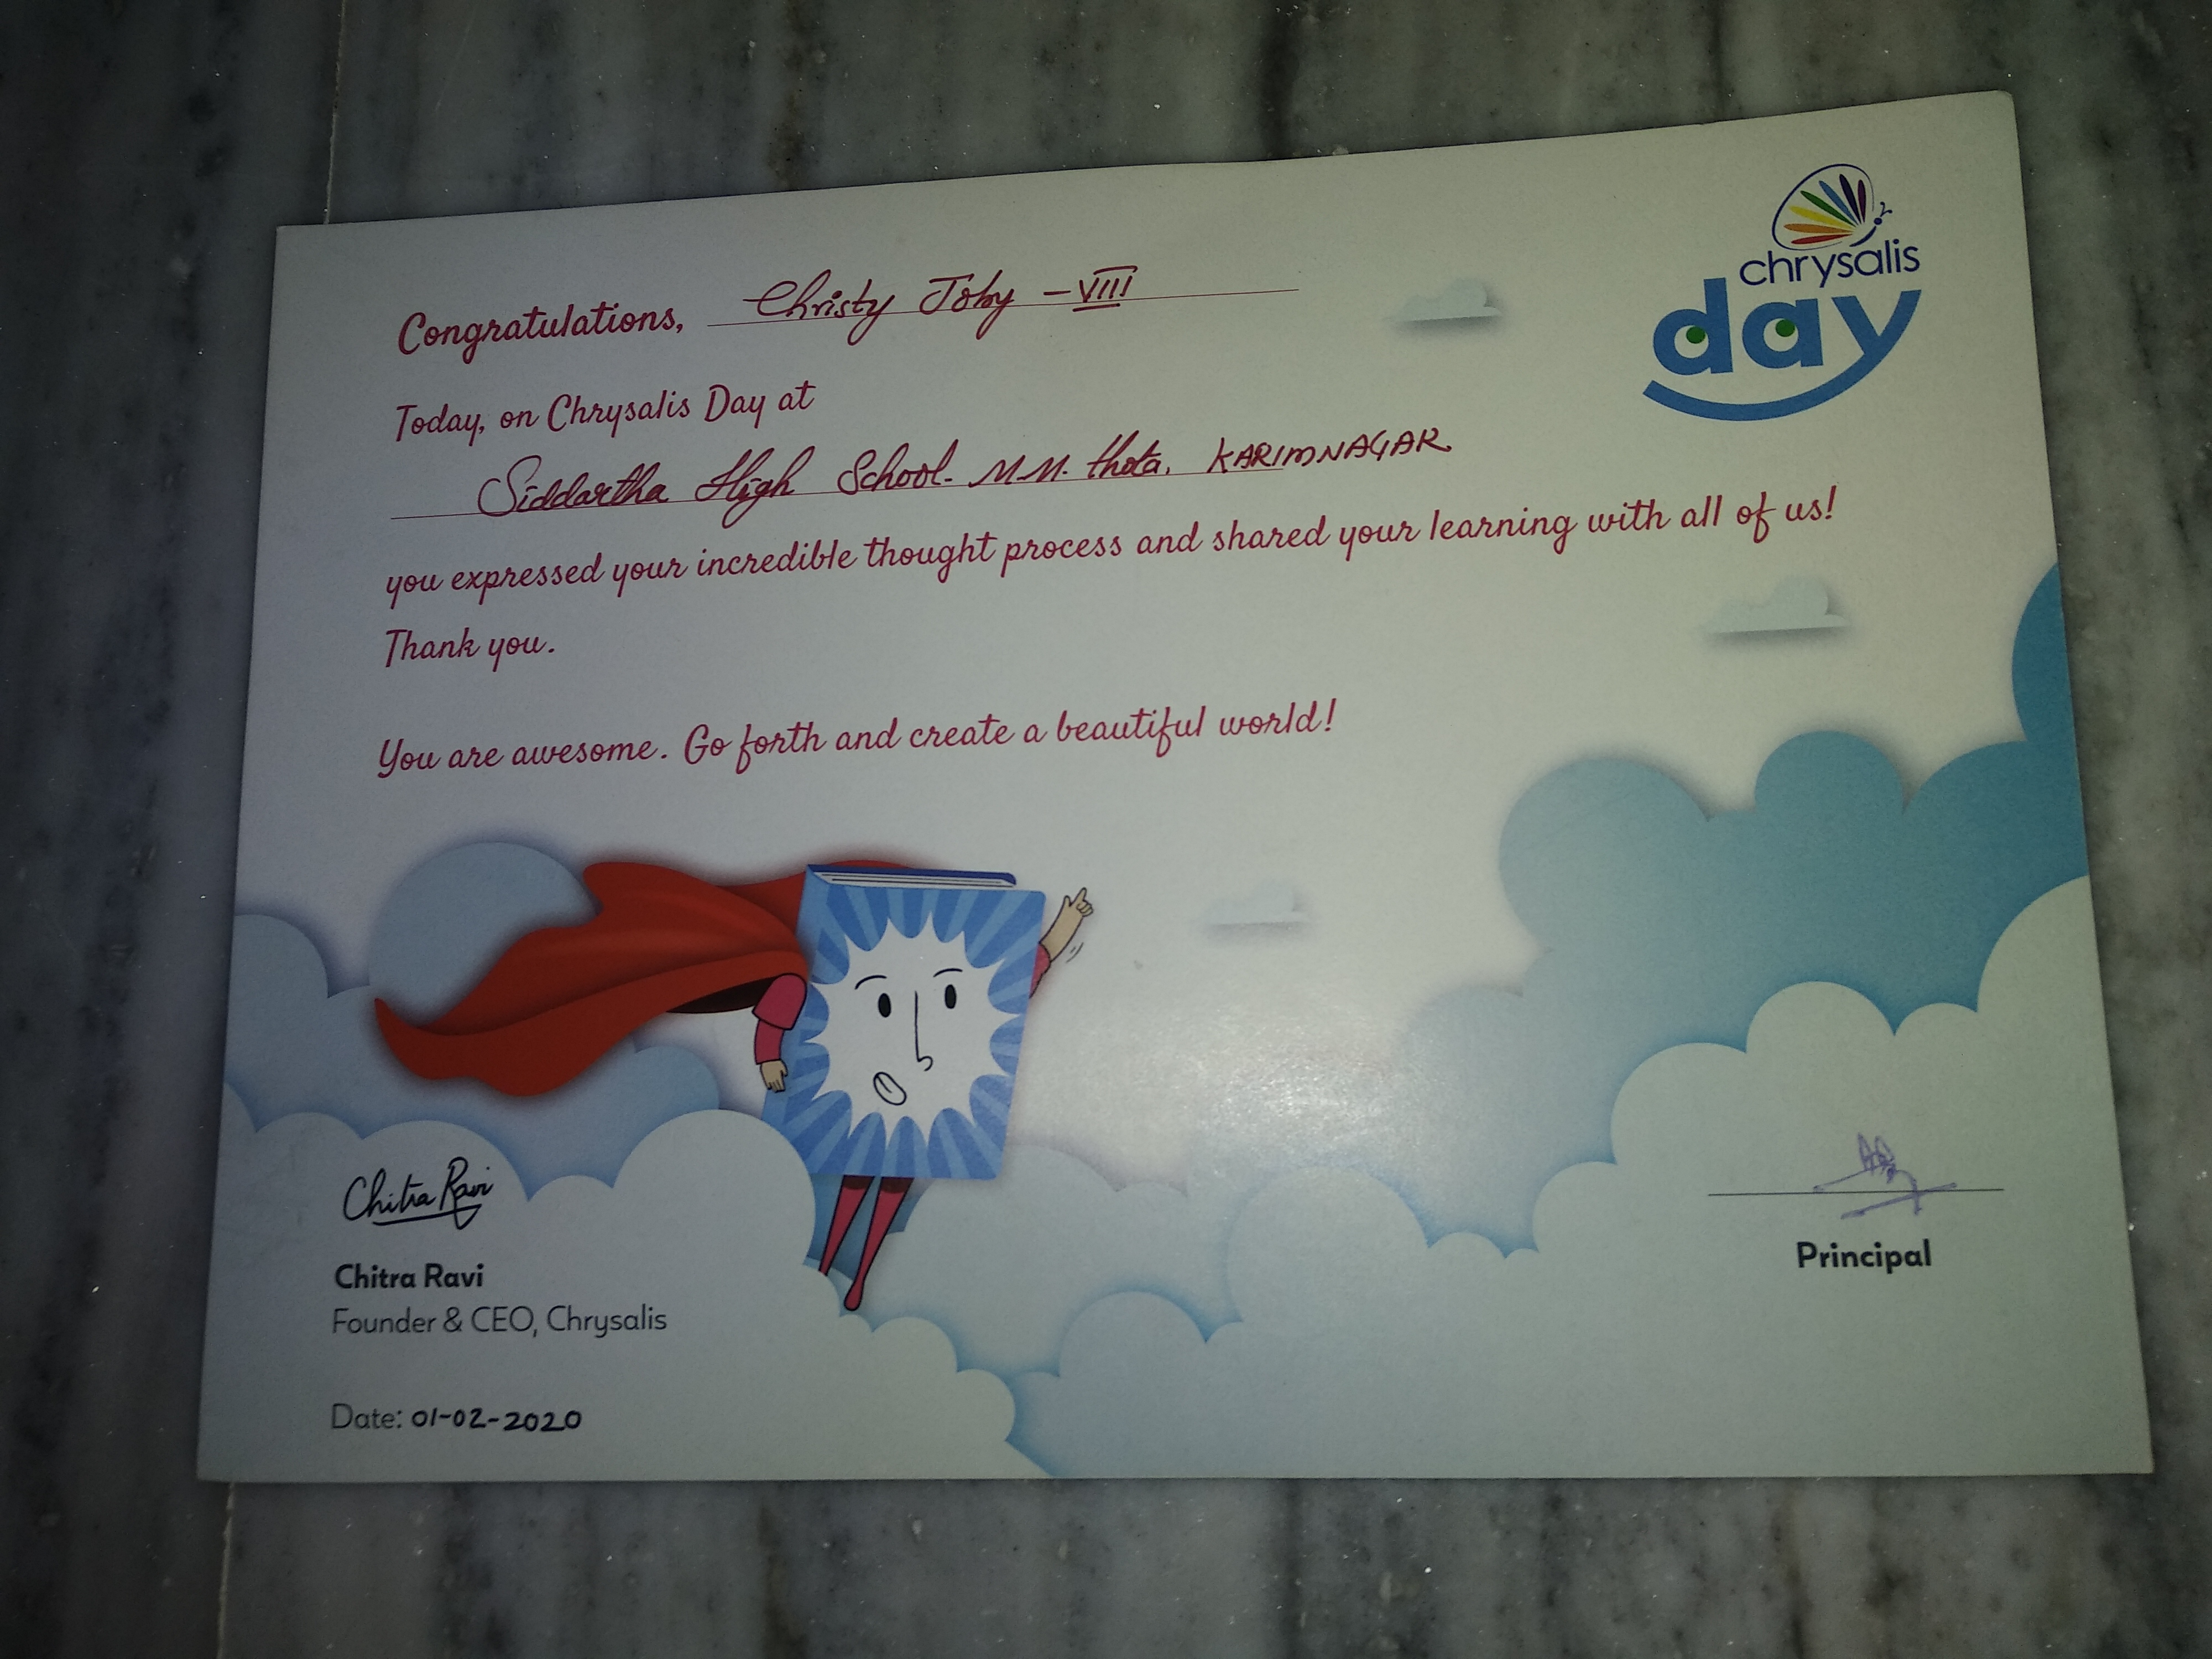 chrysalis
day
Congratulations, Christy Joby - VIII
Today, on Chrysalis Day at
Siddartha High School. M.M. thota, KARIMNAGAR
you expressed your incredible thought process and shared your learning with all of us!
Thank you.
You are awesome. Go forth and create a beautiful world!
Chitra Ravi
Chitra Ravi
Founder & CEO, Chrysalis
Date: 01-02-2020
Principal